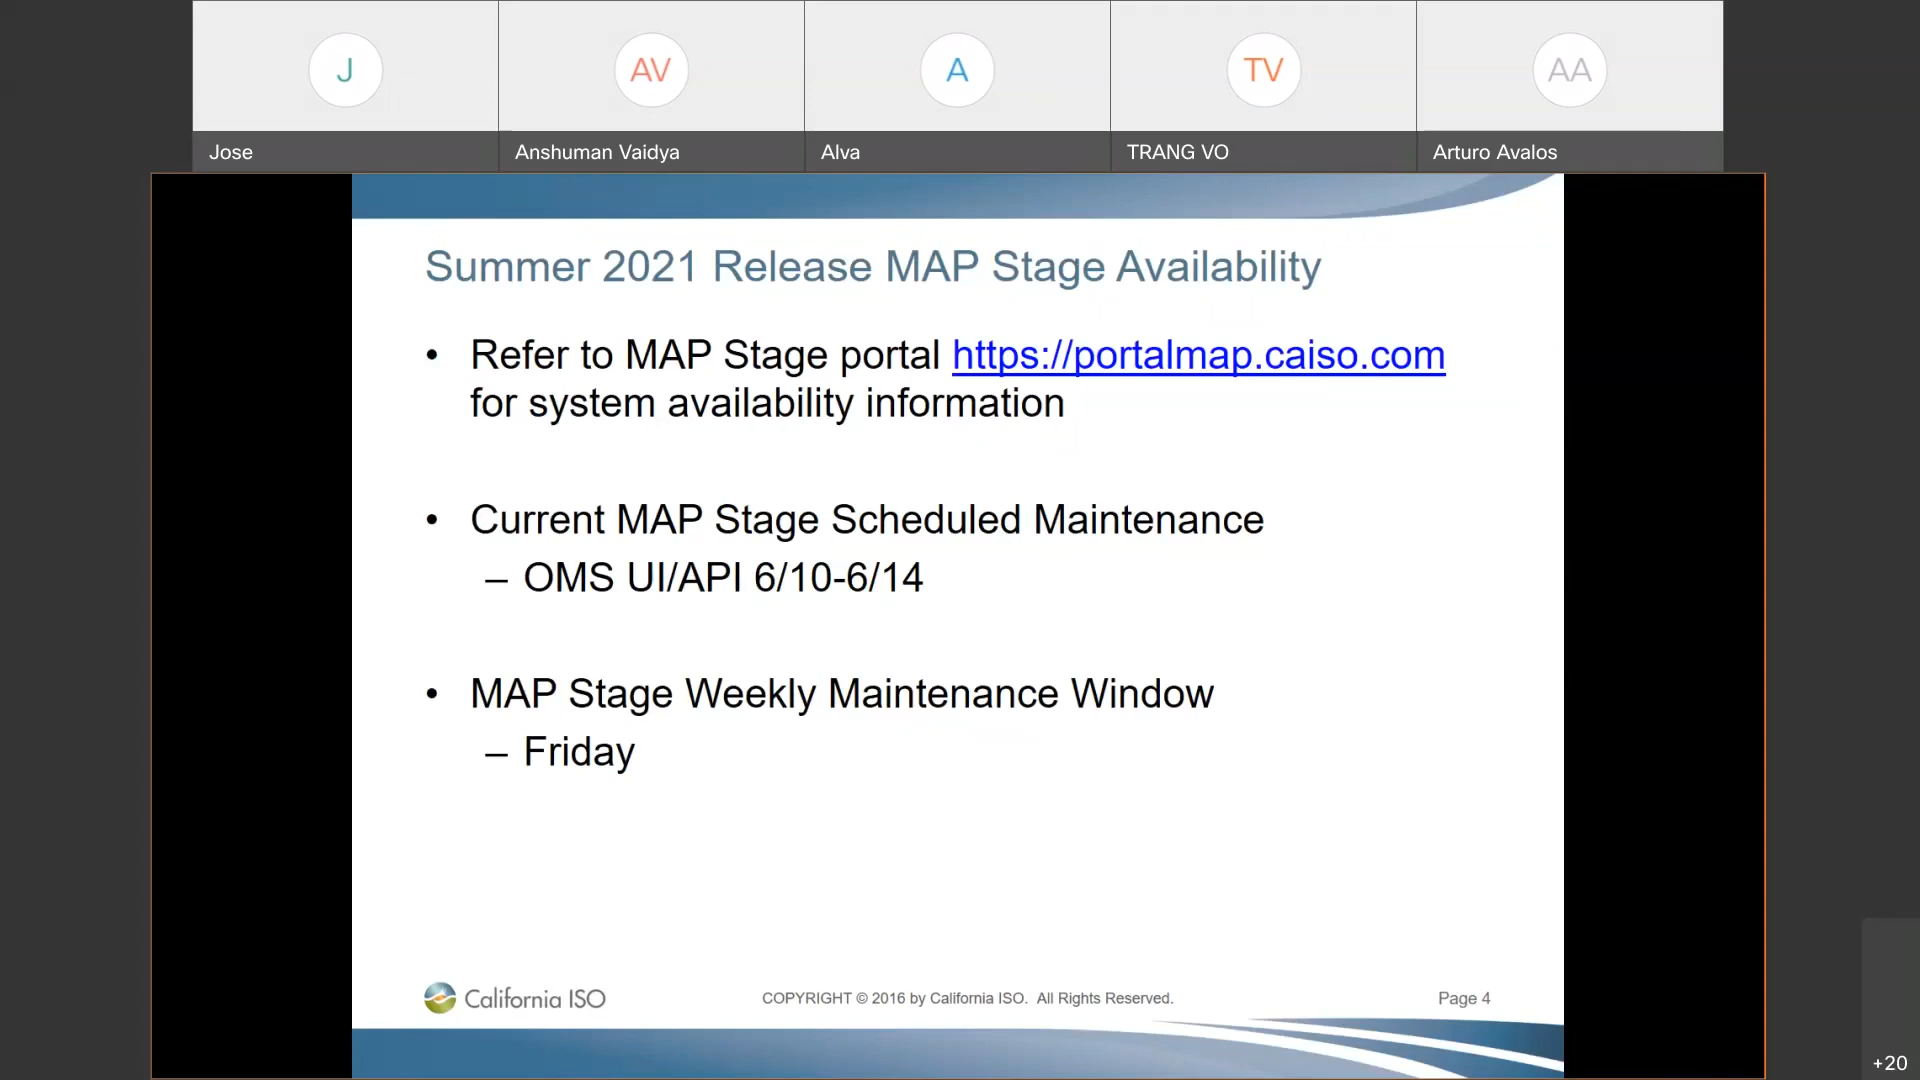 J
AV
A
TV
AA
Jose
Anshuman Vaidya
Alva
TRANG VO
Arturo Avalos
Summer 2021 Release MAP Stage Availability
• Refer to MAP Stage portal https://portalmap.caiso.com
for system availability information
• Current MAP Stage Scheduled Maintenance
– OMS UI/API 6/10-6/14
• MAP Stage Weekly Maintenance Window
– Friday
California ISO
COPYRIGHT © 2016 by California ISO. All Rights Reserved.
Page 4
+20